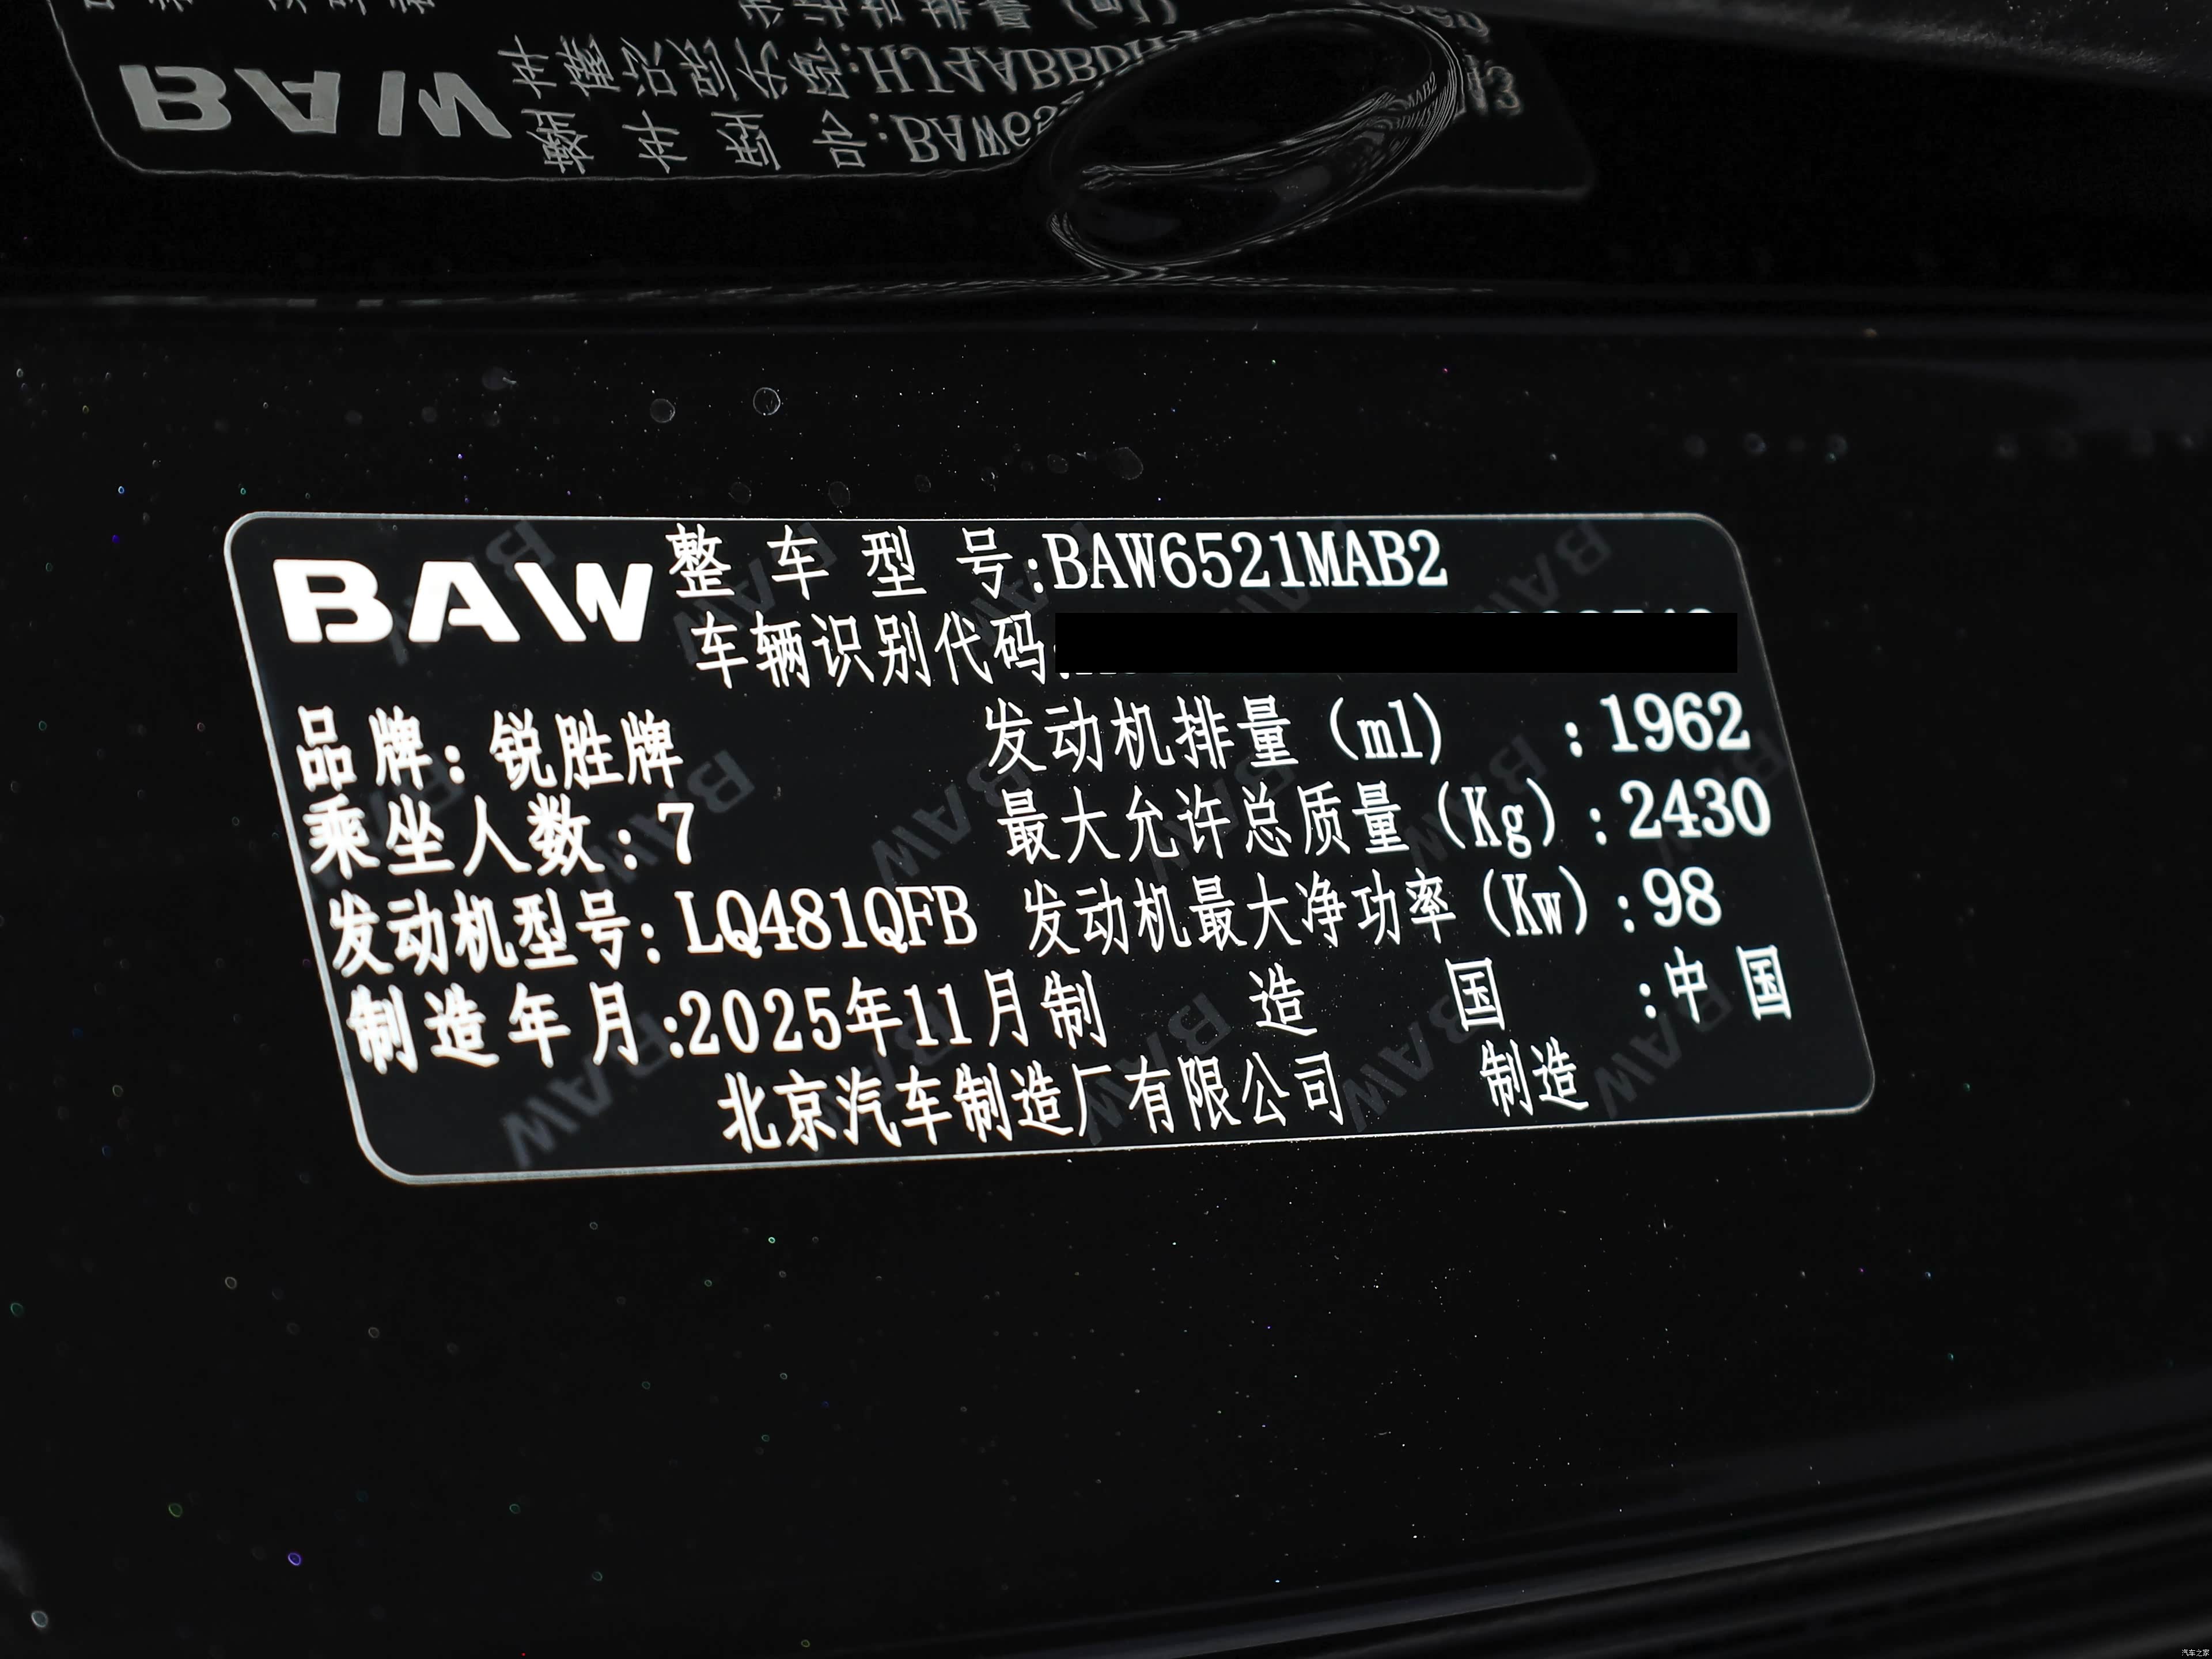 BAW 整车型号:BAW6521MAB2
车辆识别代码:
品牌: 锐胜牌 发动机排量（ml） :1962
乘坐人数:7 最大允许总质量（Kg）:2430
发动机型号: LQ481QFB 发动机最大净功率（Kw）:98
制造年月:2025年11月 制造国:中国
北京汽车制造厂有限公司 制造
汽车之家